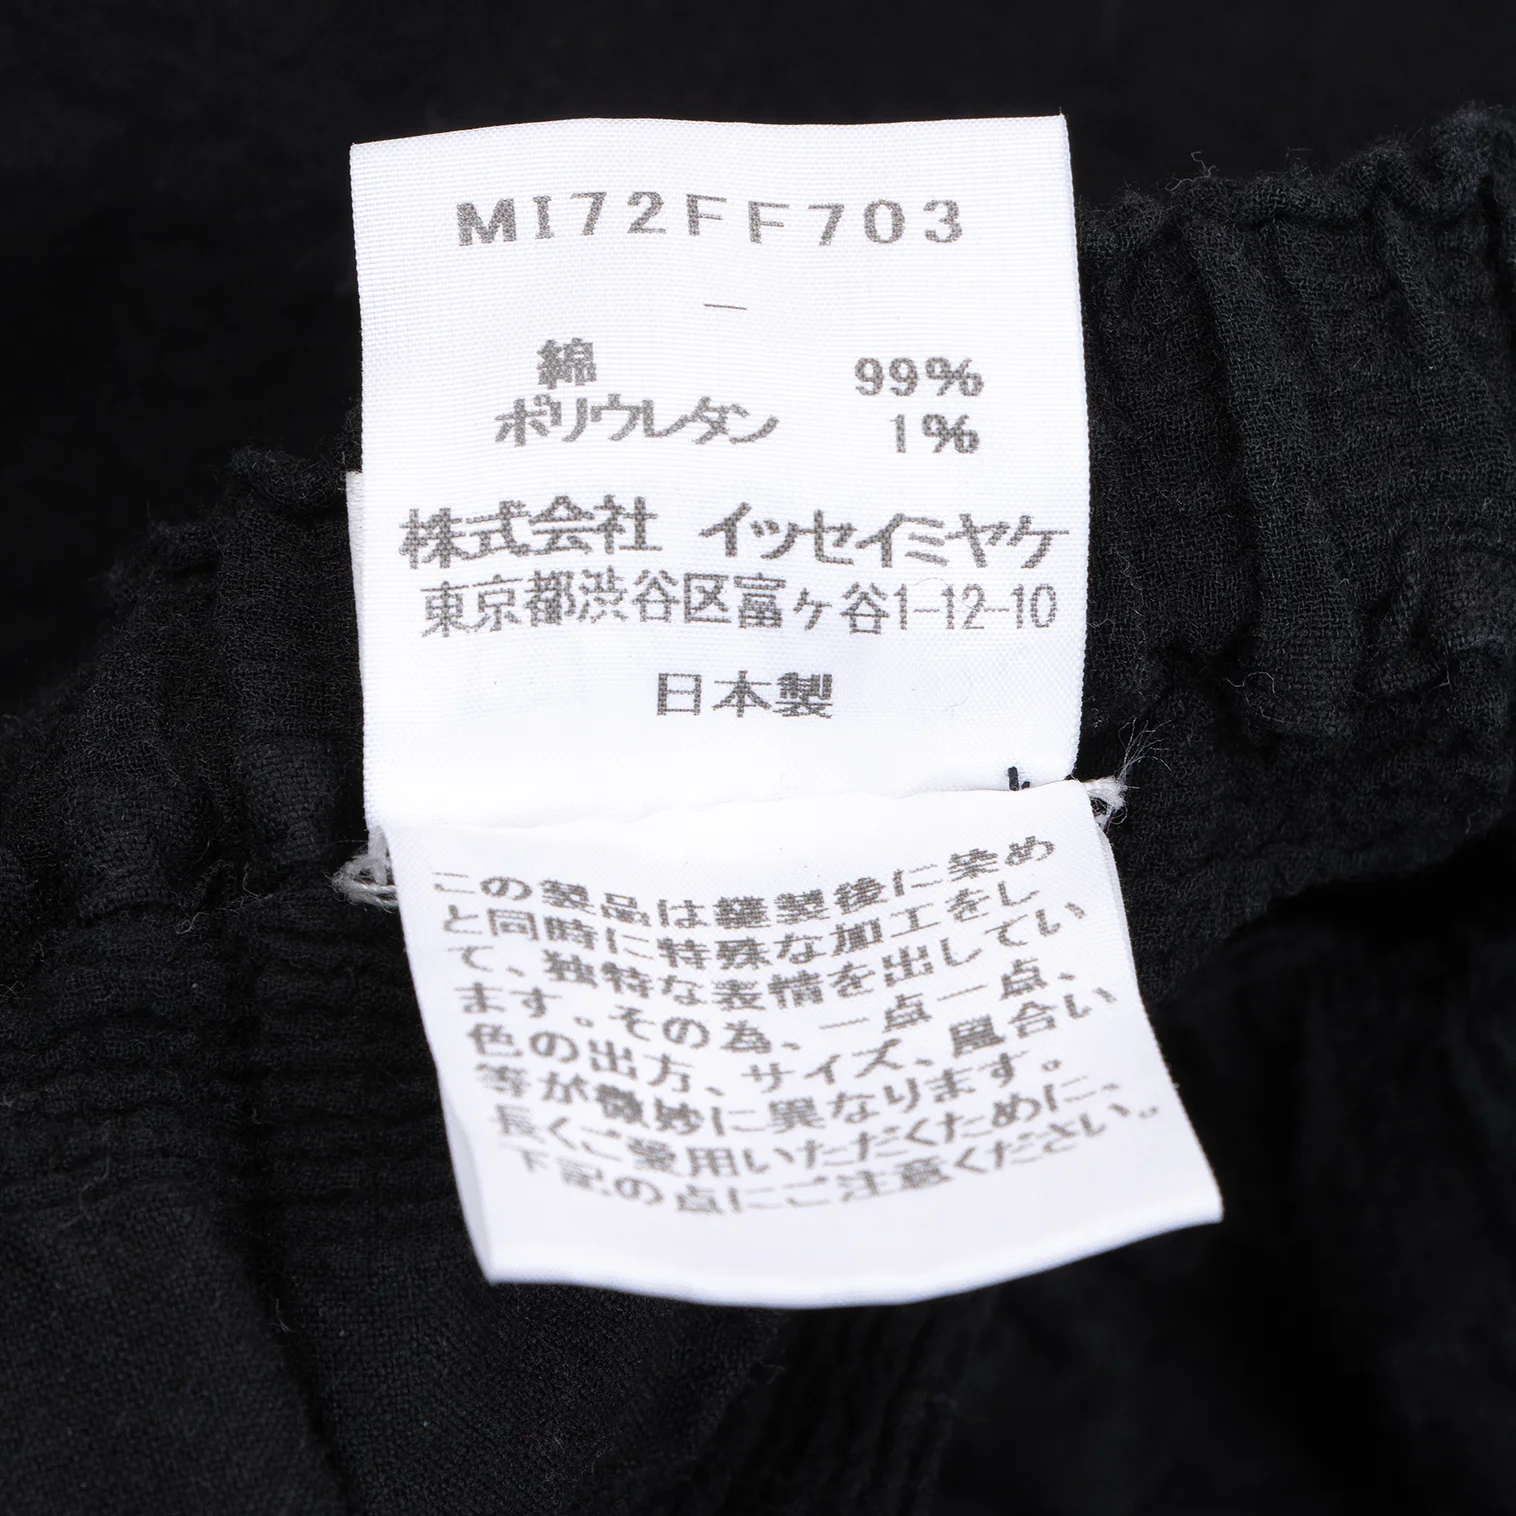 MI72FF703
—
綿 99%
ポリウレタン 1%
株式会社 イッセイミヤケ
東京都渋谷区富ヶ谷1-12-10
日本製
この製品は縫製後に染め
と同時に特殊な加工をし
て、独特な表情を出してい
ます。その為、一点一点、
色の出方、サイズ、風合い
等が微妙に異なります。
長くご愛用いただくために、
下記の点にご注意ください。